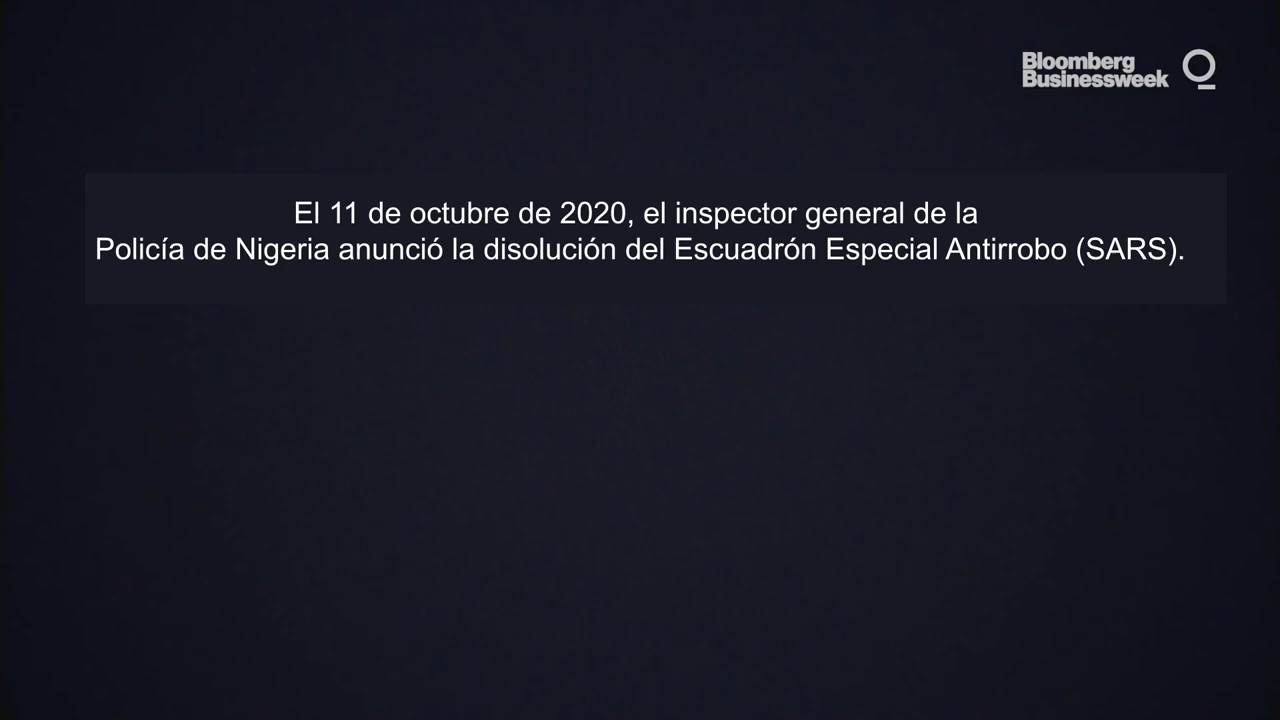 Bloomberg
Businessweek
El 11 de octubre de 2020, el inspector general de la
Policía de Nigeria anunció la disolución del Escuadrón Especial Antirrobo (SARS).